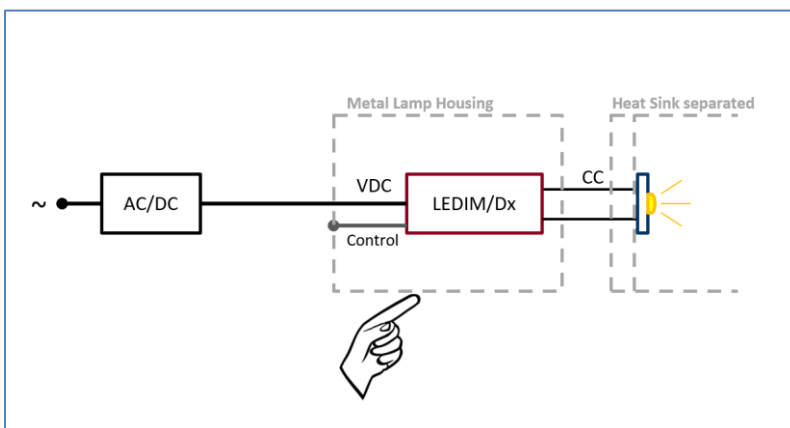 Metal Lamp Housing
Heat Sink separated
~
AC/DC
VDC
LEDIM/Dx
CC
Control